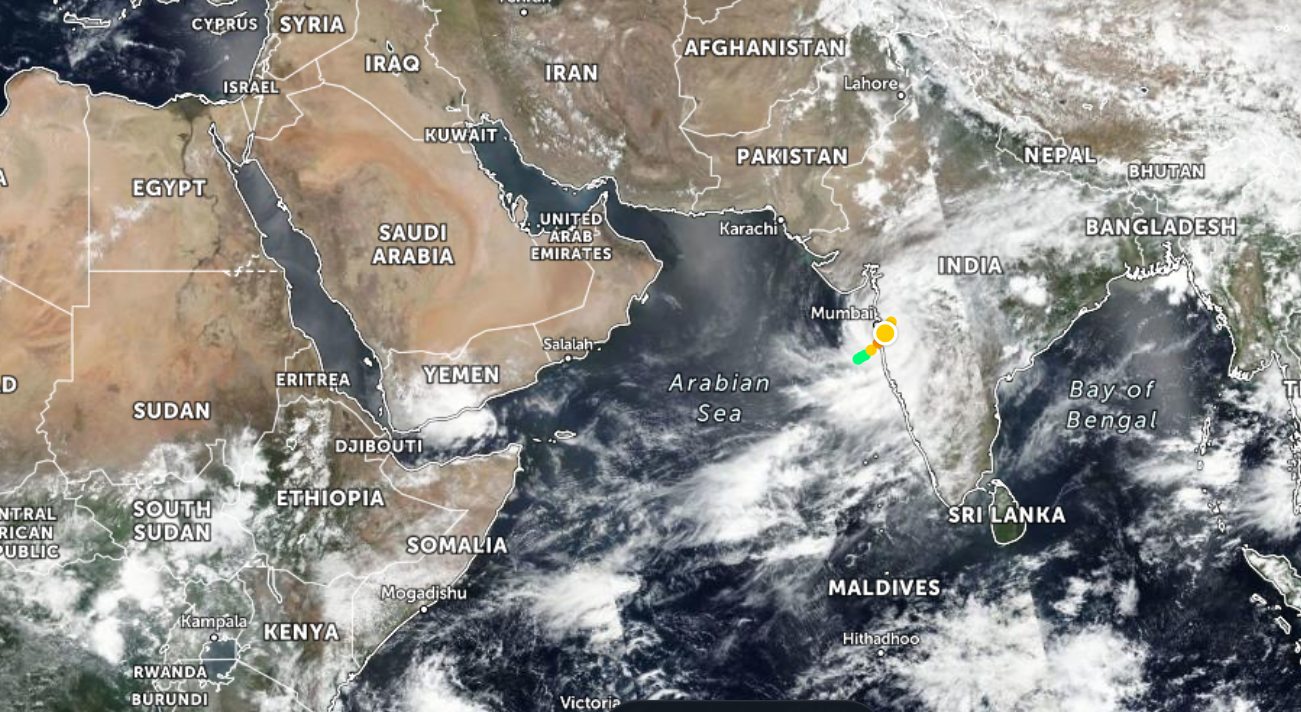 CYPRUS
SYRIA
AFGHANISTAN
IRAQ
IRAN
ISRAEL
Lahore
KUWAIT
PAKISTAN
NEPAL
BHUTAN
EGYPT
UNITED
ARAB
EMIRATES
Karachi
BANGLADESH
SAUDI
ARABIA
INDIA
Mumbai
Salalah
YEMEN
ERITREA
Arabian
Sea
Bay of
Bengal
SUDAN
DJIBOUTI
ETHIOPIA
SOUTH
SUDAN
SRI LANKA
SOMALIA
MALDIVES
Mogadishu
Kampala
KENYA
Hithadhoo
RWANDA
BURUNDI
Victoria